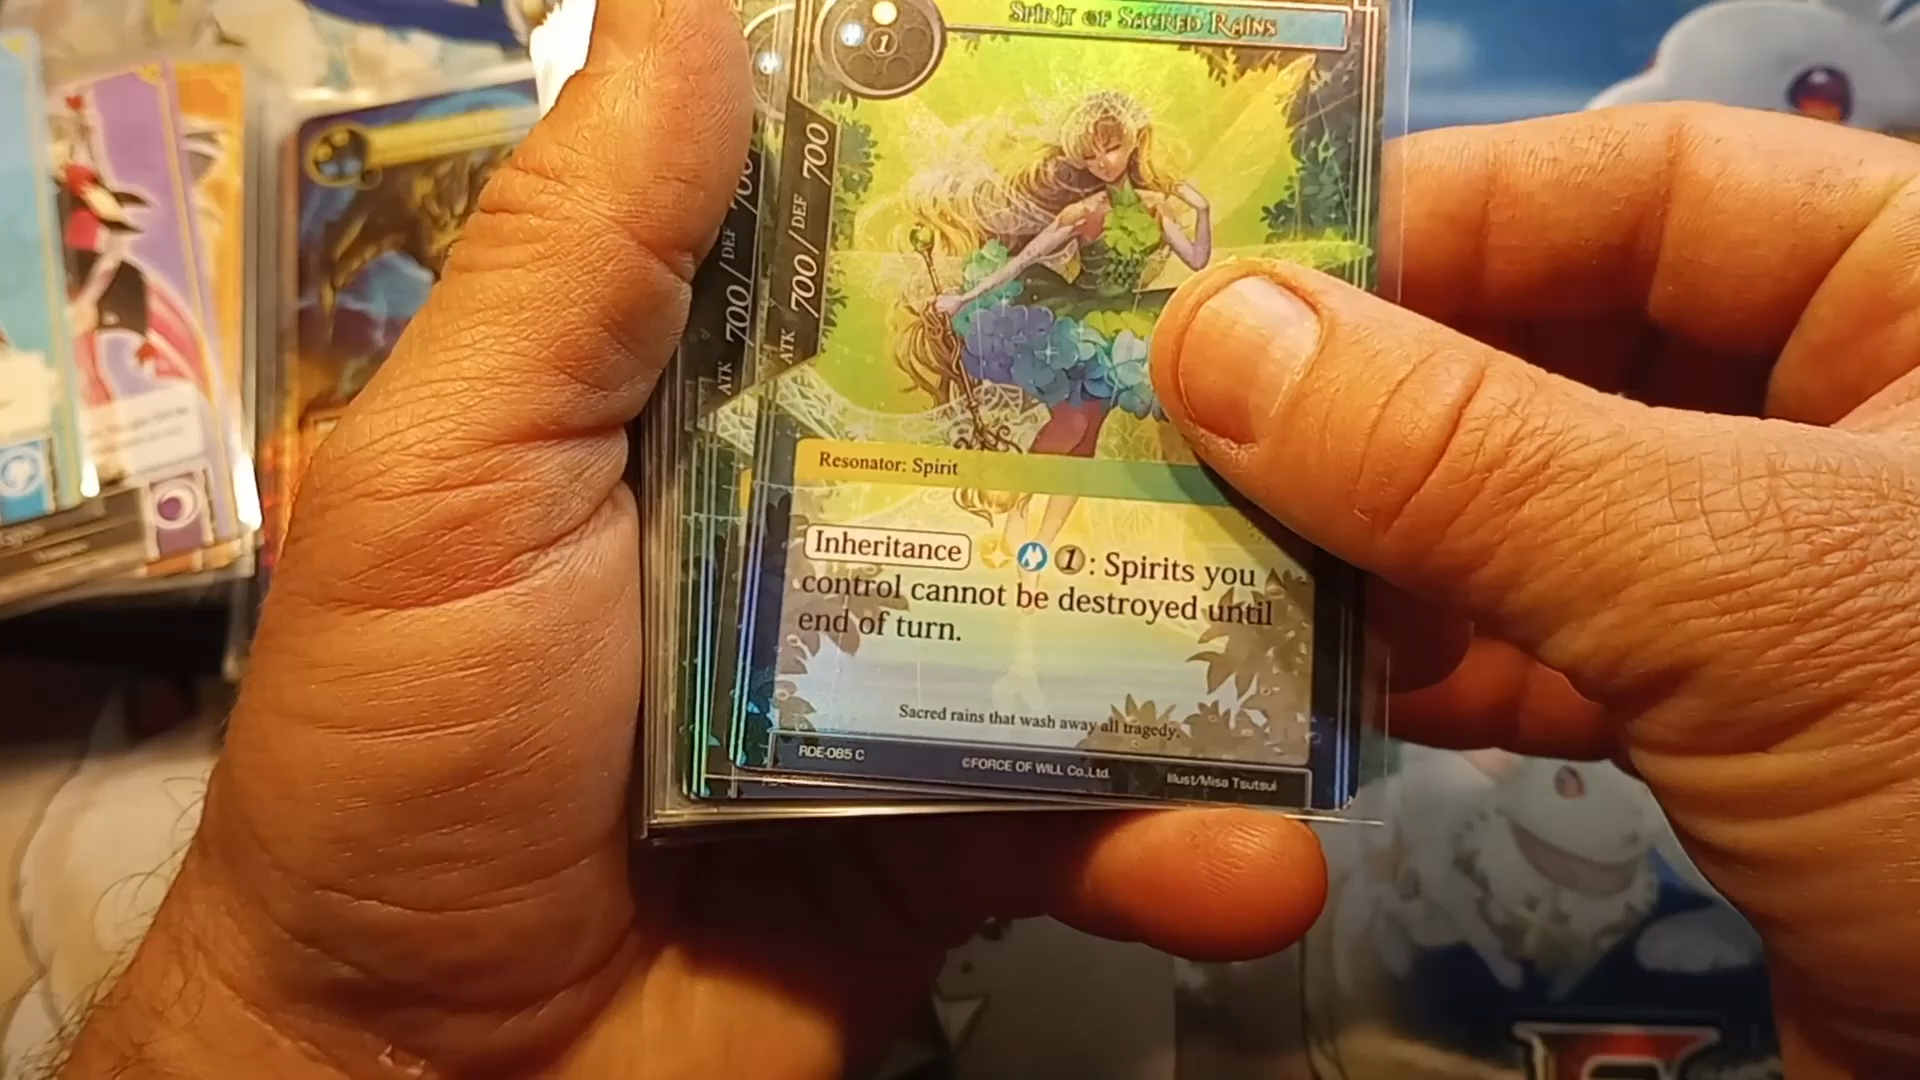 SPIRIT OF SACRED RAINS
1
ATK 700 / DEF 700
ATK 700 / DEF 700
Resonator: Spirit
Inheritance 1: Spirits you
control cannot be destroyed until
end of turn.
Sacred rains that wash away all tragedy.
RDE-085 C ©FORCE OF WILL Co.,Ltd. Illust/Misa Tsutsui